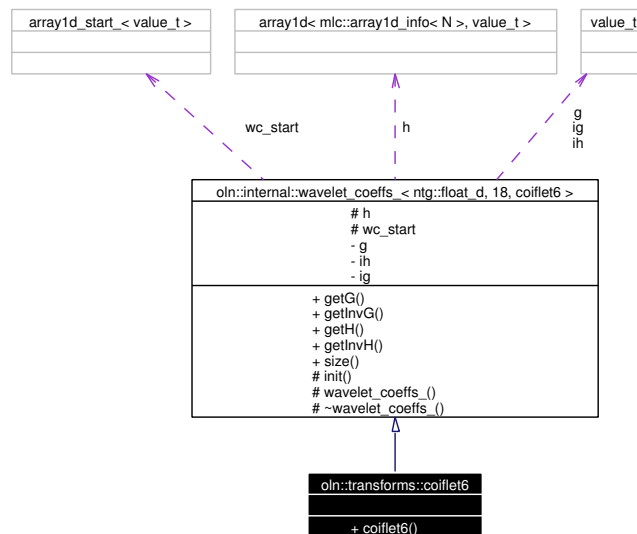 array1d_start_< value_t >
array1d< mlc::array1d_info< N >, value_t >
value_t
wc_start
h
g
ig
ih
oln::internal::wavelet_coeffs_< ntg::float_d, 18, coiflet6 >
# h
# wc_start
- g
- ih
- ig
+ getG()
+ getInvG()
+ getH()
+ getInvH()
+ size()
# init()
# wavelet_coeffs_()
# ~wavelet_coeffs_()
oln::transforms::coiflet6
+ coiflet6()